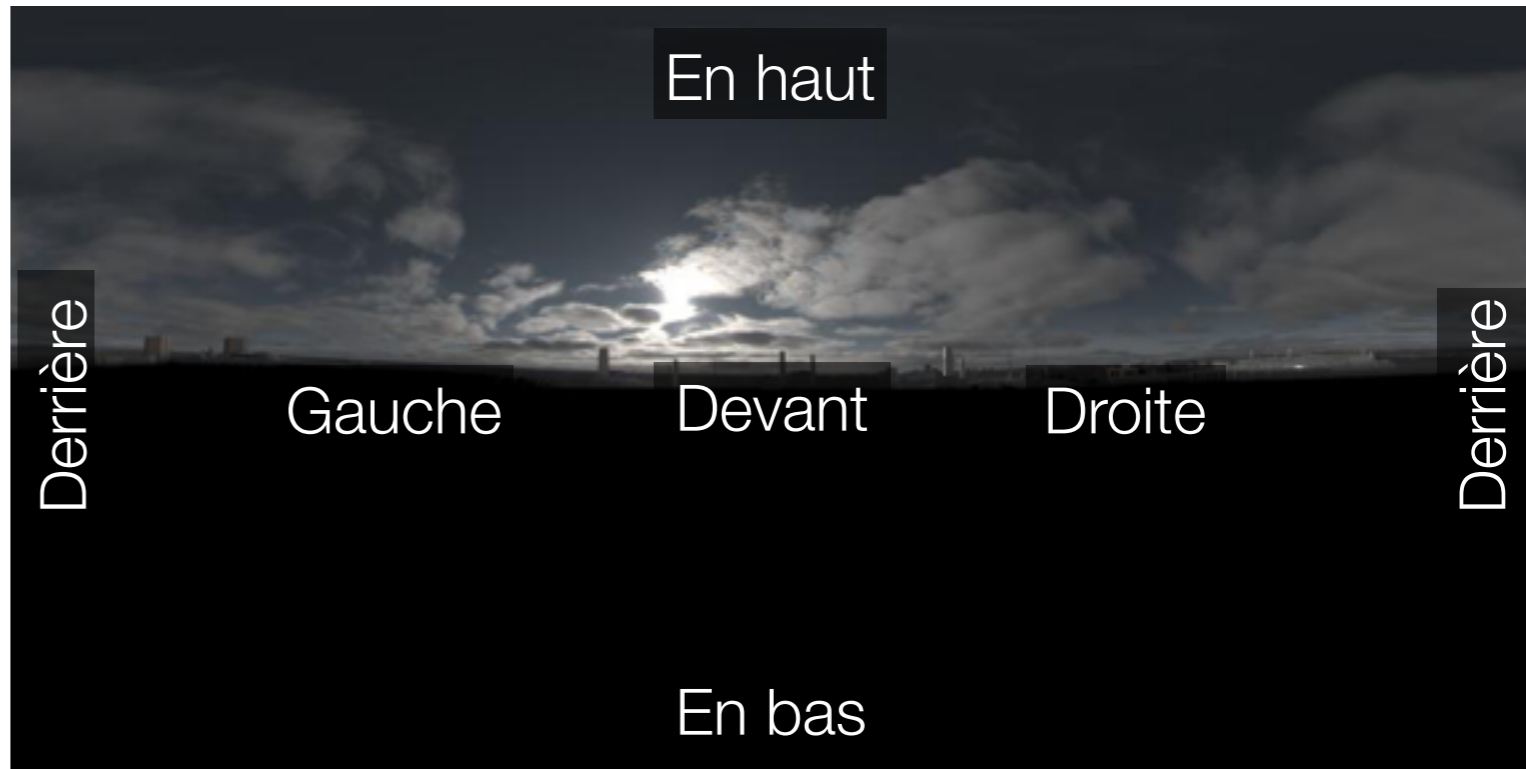 En haut
Derrière
Gauche
Devant
Droite
Derrière
En bas